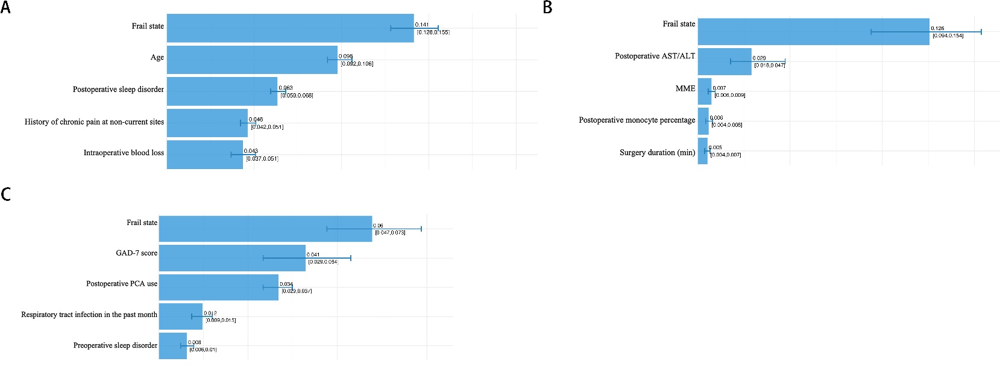 A
Frail state
0.141
[0.128,0.155]
Age
0.098
[0.092,0.106]
Postoperative sleep disorder
0.063
[0.059,0.068]
History of chronic pain at non-current sites
0.046
[0.042,0.051]
Intraoperative blood loss
0.043
[0.037,0.051]
B
Frail state
0.126
[0.094,0.154]
Postoperative AST/ALT
0.029
[0.018,0.047]
MME
0.007
[0.006,0.009]
Postoperative monocyte percentage
0.006
[0.004,0.008]
Surgery duration (min)
0.005
[0.004,0.007]
C
Frail state
0.06
[0.047,0.073]
GAD-7 score
0.041
[0.029,0.054]
Postoperative PCA use
0.034
[0.029,0.037]
Respiratory tract infection in the past month
0.012
[0.009,0.015]
Preoperative sleep disorder
0.008
[0.006,0.01]